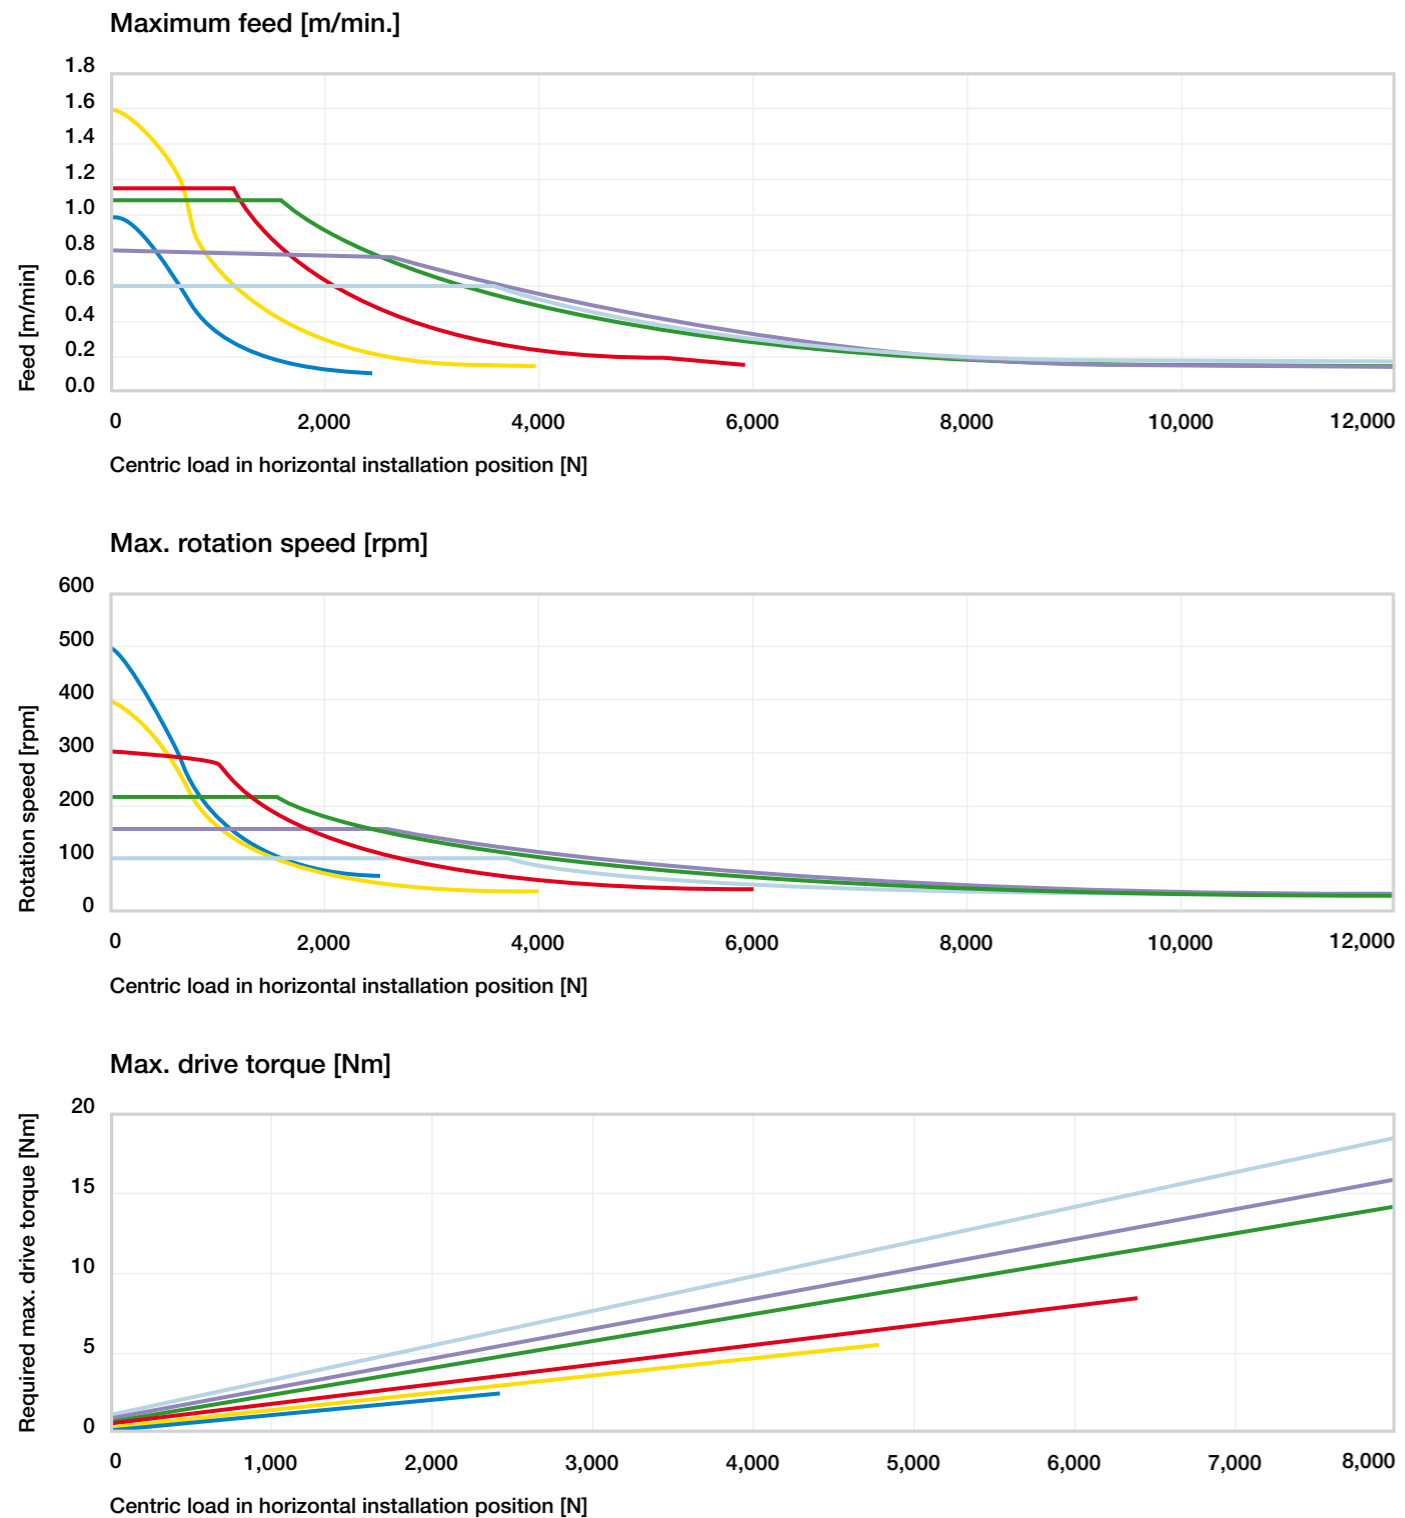 Maximum feed [m/min.]
1.8
1.6
1.4
1.2
1.0
0.8
0.6
0.4
0.2
0.0
Feed [m/min]
0 2,000 4,000 6,000 8,000 10,000 12,000
Centric load in horizontal installation position [N]
Max. rotation speed [rpm]
600
500
400
300
200
100
0
Rotation speed [rpm]
0 2,000 4,000 6,000 8,000 10,000 12,000
Centric load in horizontal installation position [N]
Max. drive torque [Nm]
20
15
10
5
0
Required max. drive torque [Nm]
0 1,000 2,000 3,000 4,000 5,000 6,000 7,000 8,000
Centric load in horizontal installation position [N]